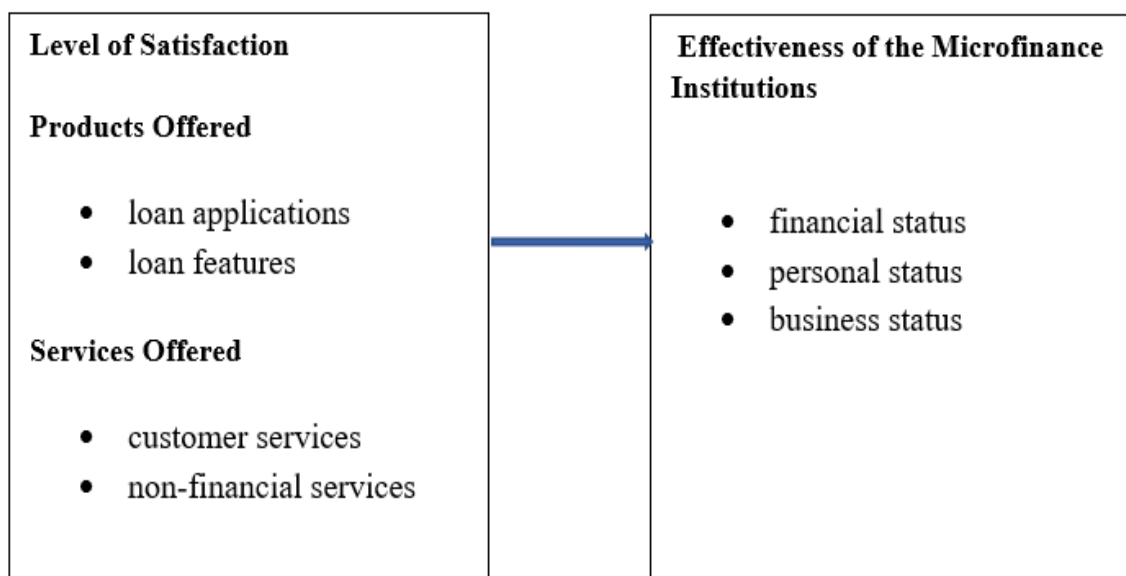 Level of Satisfaction
Products Offered
• loan applications
• loan features
Services Offered
• customer services
• non-financial services
Effectiveness of the Microfinance
Institutions
• financial status
• personal status
• business status